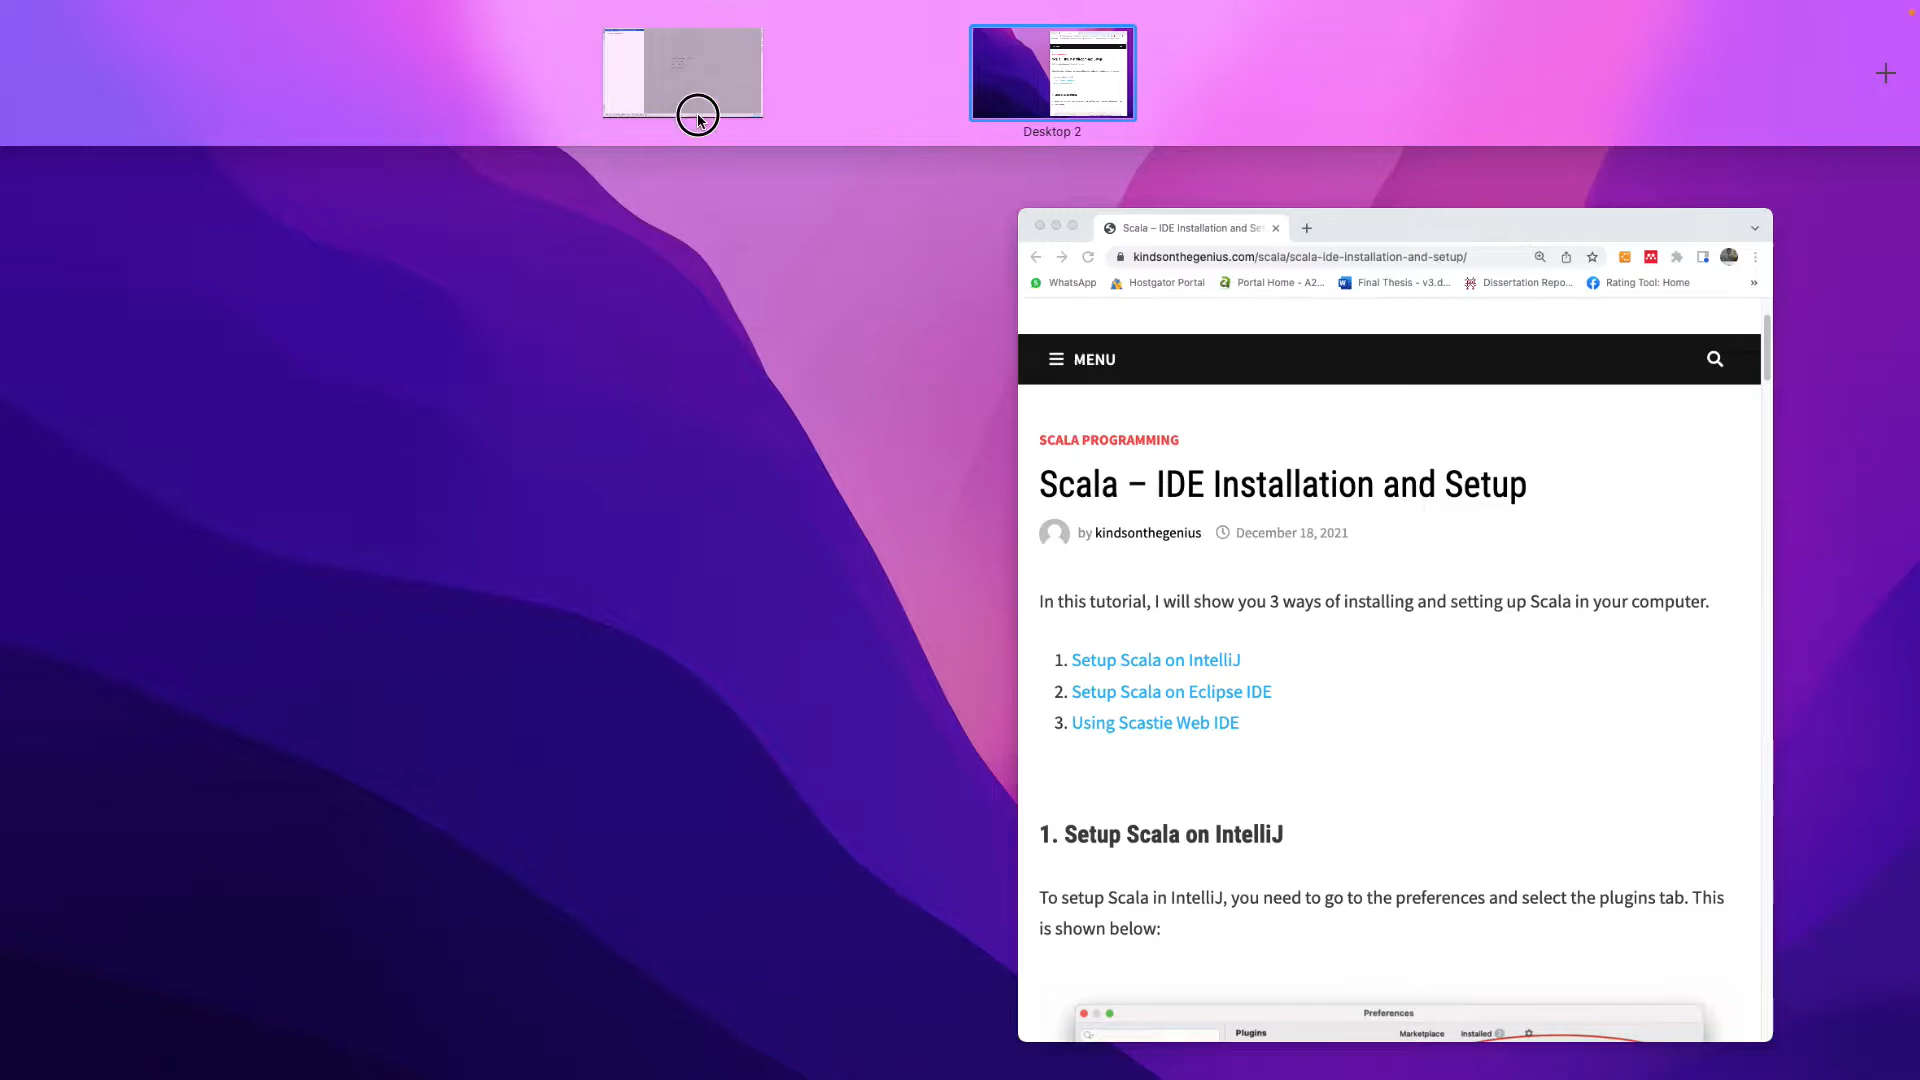 Desktop 2
Scala – IDE Installation and Set
kindsonthegenius.com/scala/scala-ide-installation-and-setup/
WhatsApp
Hostgator Portal
Portal Home - A2...
Final Thesis - v3.d...
Dissertation Repo...
Rating Tool: Home
»
MENU
SCALA PROGRAMMING
Scala – IDE Installation and Setup
by kindsonthegenius
December 18, 2021
In this tutorial, I will show you 3 ways of installing and setting up Scala in your computer.
1. Setup Scala on IntelliJ
2. Setup Scala on Eclipse IDE
3. Using Scastie Web IDE
1. Setup Scala on IntelliJ
To setup Scala in IntelliJ, you need to go to the preferences and select the plugins tab. This
is shown below:
Preferences
Plugins
Marketplace
Installed